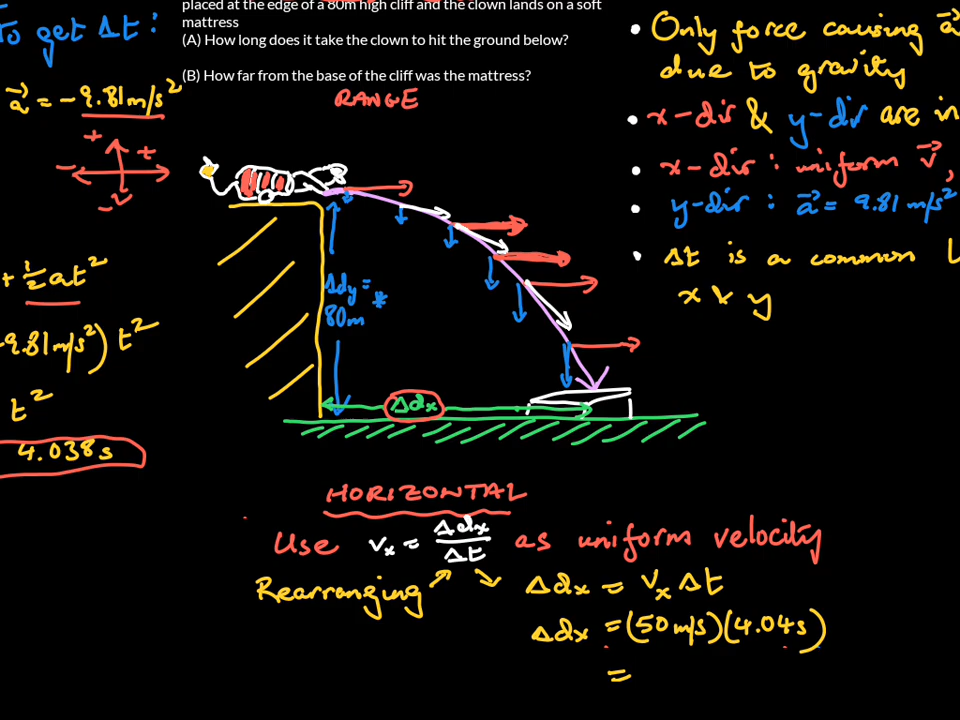 placed at the edge of a 80m high cliff and the clown lands on a soft
mattress
(A) How long does it take the clown to hit the ground below?
(B) How far from the base of the cliff was the mattress?
RANGE
To get Δt:
a⃗ = -9.81m/s²
+
+
-
-
+ ½at²
-9.81m/s²) t²
t²
4.038s
Δdy =
80m
*
Δdx
• Only force causing a⃗
due to gravity
• x-dir & y-dir are in
• x-dir : uniform v⃗,
• y-dir : a⃗ = 9.81 m/s²
• Δt is a common
x & y
HORIZONTAL
Use vx = Δdx/Δt as uniform velocity
Rearranging Δdx = vx Δt
Δdx = (50m/s)(4.04s)
=